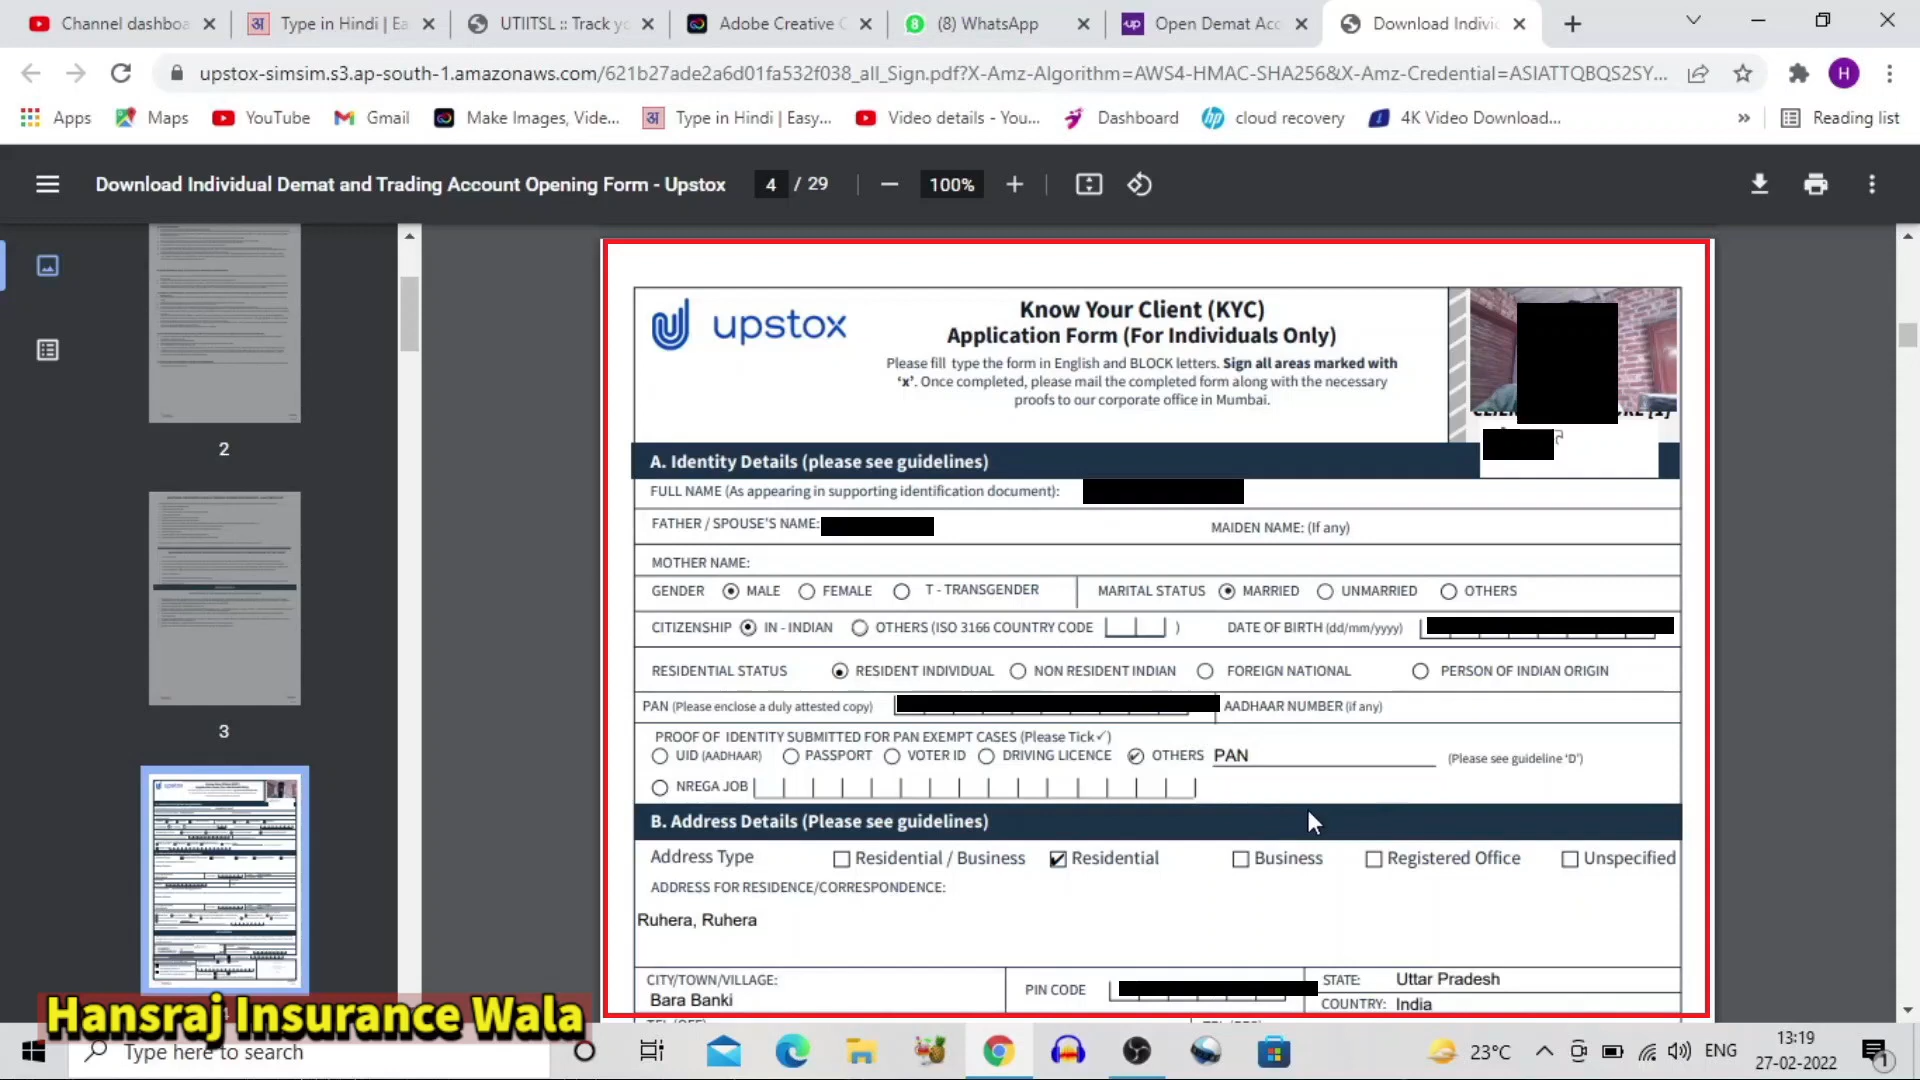 Channel dashboa
Type in Hindi | Ea
UTIITSL :: Track yo
Adobe Creative C
(8) WhatsApp
Open Demat Acc
Download Indivi
upstox-simsim.s3.ap-south-1.amazonaws.com/621b27ade2a6d01fa532f038_all_Sign.pdf?X-Amz-Algorithm=AWS4-HMAC-SHA256&X-Amz-Credential=ASIATTQBQS2SY...
H
Apps
Maps
YouTube
Gmail
Make Images, Vide...
Type in Hindi | Easy...
Video details - You...
Dashboard
cloud recovery
4K Video Download...
»
Reading list
Download Individual Demat and Trading Account Opening Form - Upstox
4 / 29
100%
2
3
upstox
Know Your Client (KYC)
Application Form (For Individuals Only)
Please fill type the form in English and BLOCK letters. Sign all areas marked with
‘x’. Once completed, please mail the completed form along with the necessary
proofs to our corporate office in Mumbai.
A. Identity Details (please see guidelines)
FULL NAME (As appearing in supporting identification document):
FATHER / SPOUSE'S NAME:
MAIDEN NAME: (If any)
MOTHER NAME:
GENDER MALE FEMALE T - TRANSGENDER MARITAL STATUS MARRIED UNMARRIED OTHERS
CITIZENSHIP IN - INDIAN OTHERS (ISO 3166 COUNTRY CODE ) DATE OF BIRTH (dd/mm/yyyy)
RESIDENTIAL STATUS RESIDENT INDIVIDUAL NON RESIDENT INDIAN FOREIGN NATIONAL PERSON OF INDIAN ORIGIN
PAN (Please enclose a duly attested copy) AADHAAR NUMBER (if any)
PROOF OF IDENTITY SUBMITTED FOR PAN EXEMPT CASES (Please Tick✓)
UID (AADHAAR) PASSPORT VOTER ID DRIVING LICENCE OTHERS PAN (Please see guideline ‘D’)
NREGA JOB
B. Address Details (Please see guidelines)
Address Type Residential / Business Residential Business Registered Office Unspecified
ADDRESS FOR RESIDENCE/CORRESPONDENCE:
Ruhera, Ruhera
CITY/TOWN/VILLAGE:
Bara Banki
PIN CODE
STATE: Uttar Pradesh
COUNTRY: India
Hansraj Insurance Wala
Type here to search
23°C
ENG
13:19
27-02-2022
1